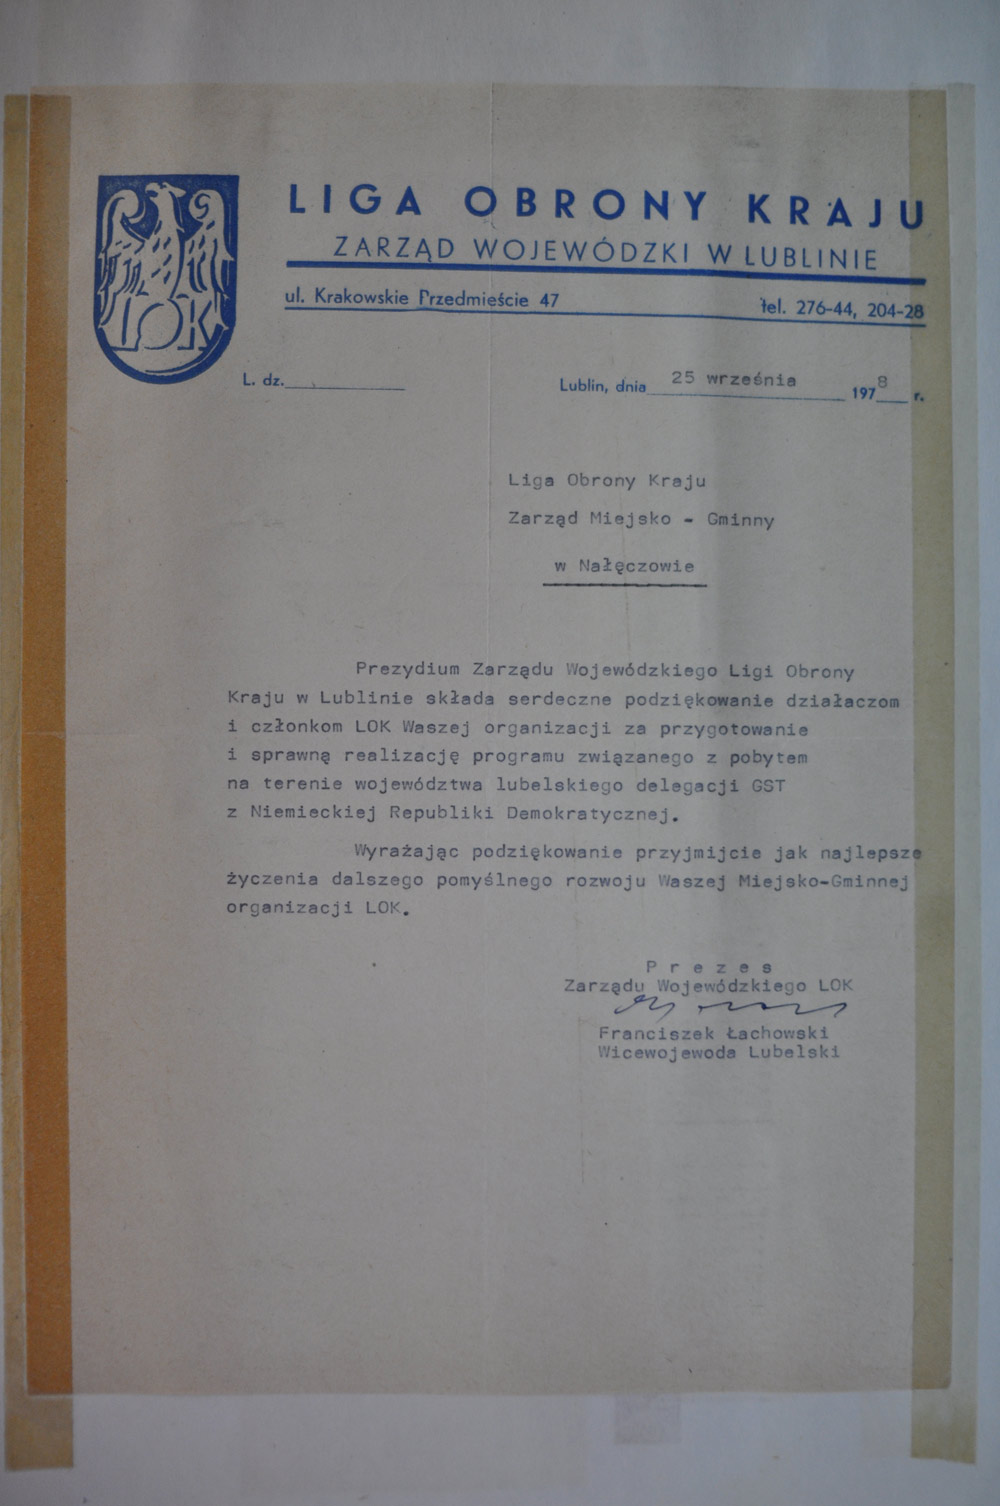 LIGA OBRONY KRAJU
ZARZĄD WOJEWÓDZKI W LUBLINIE
ul. Krakowskie Przedmieście 47 tel. 276-44, 204-28
LOK
L. dz. Lublin, dnia 25 września 1978 r.
Liga Obrony Kraju
Zarząd Miejsko - Gminny
w Nałęczowie
Prezydium Zarządu Wojewódzkiego Ligi Obrony
Kraju w Lublinie składa serdeczne podziękowanie działaczom
i członkom LOK Waszej organizacji za przygotowanie
i sprawną realizację programu związanego z pobytem
na terenie województwa lubelskiego delegacji GST
z Niemieckiej Republiki Demokratycznej.
Wyrażając podziękowanie przyjmijcie jak najlepsze
życzenia dalszego pomyślnego rozwoju Waszej Miejsko-Gminnej
organizacji LOK.
P r e z e s
Zarządu Wojewódzkiego LOK
Franciszek Łachowski
Wicewojewoda Lubelski